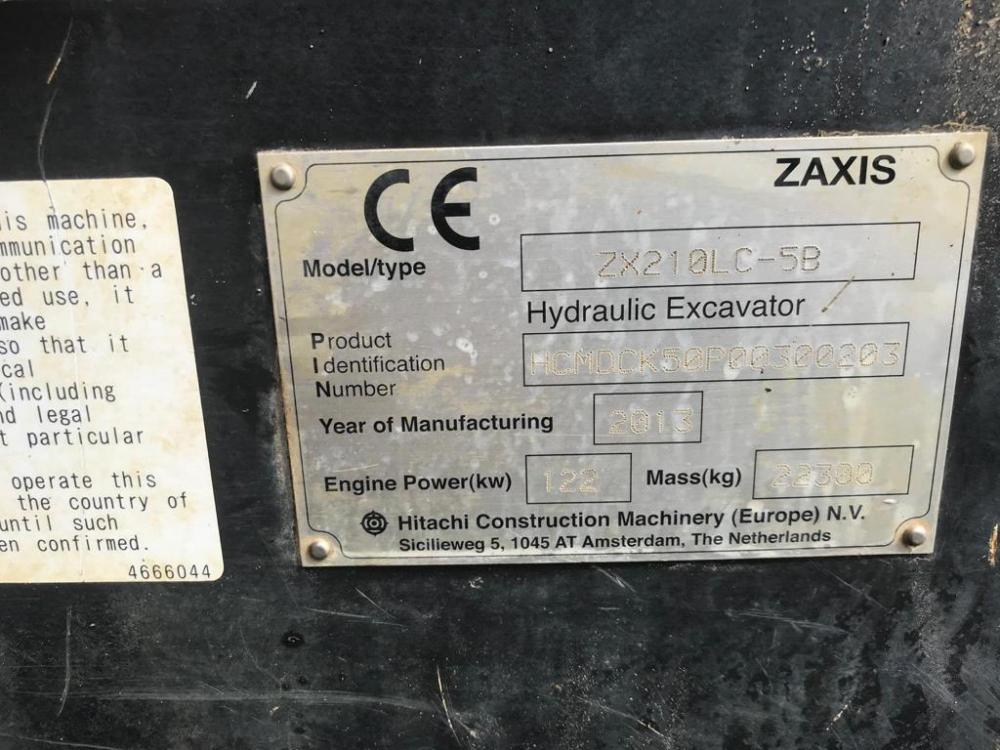 his machine,
mmunication
other than a
ed use, it
make
so that it
cal
(including
nd legal
t particular
operate this
the country of
until such
en confirmed.
4666044
CE
ZAXIS
Model/type ZX210LC-5B
Hydraulic Excavator
Product
Identification HCMDCK50P00300203
Number
Year of Manufacturing 2013
Engine Power(kw) 122 Mass(kg) 22300
Hitachi Construction Machinery (Europe) N.V.
Sicilieweg 5, 1045 AT Amsterdam, The Netherlands